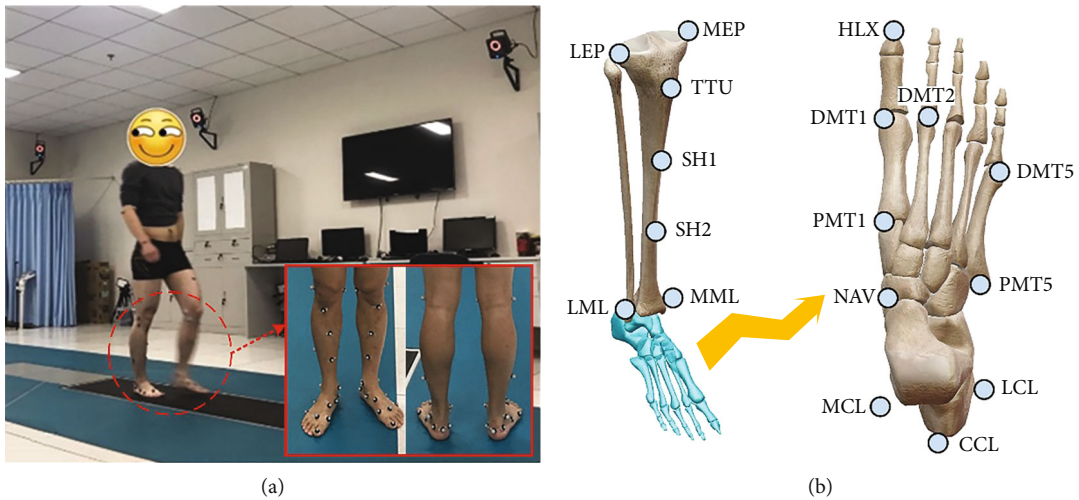 MEP
LEP
TTU
SH1
SH2
LML
MML
HLX
DMT2
DMT1
DMT5
PMT1
PMT5
NAV
LCL
MCL
CCL
(a)
(b)